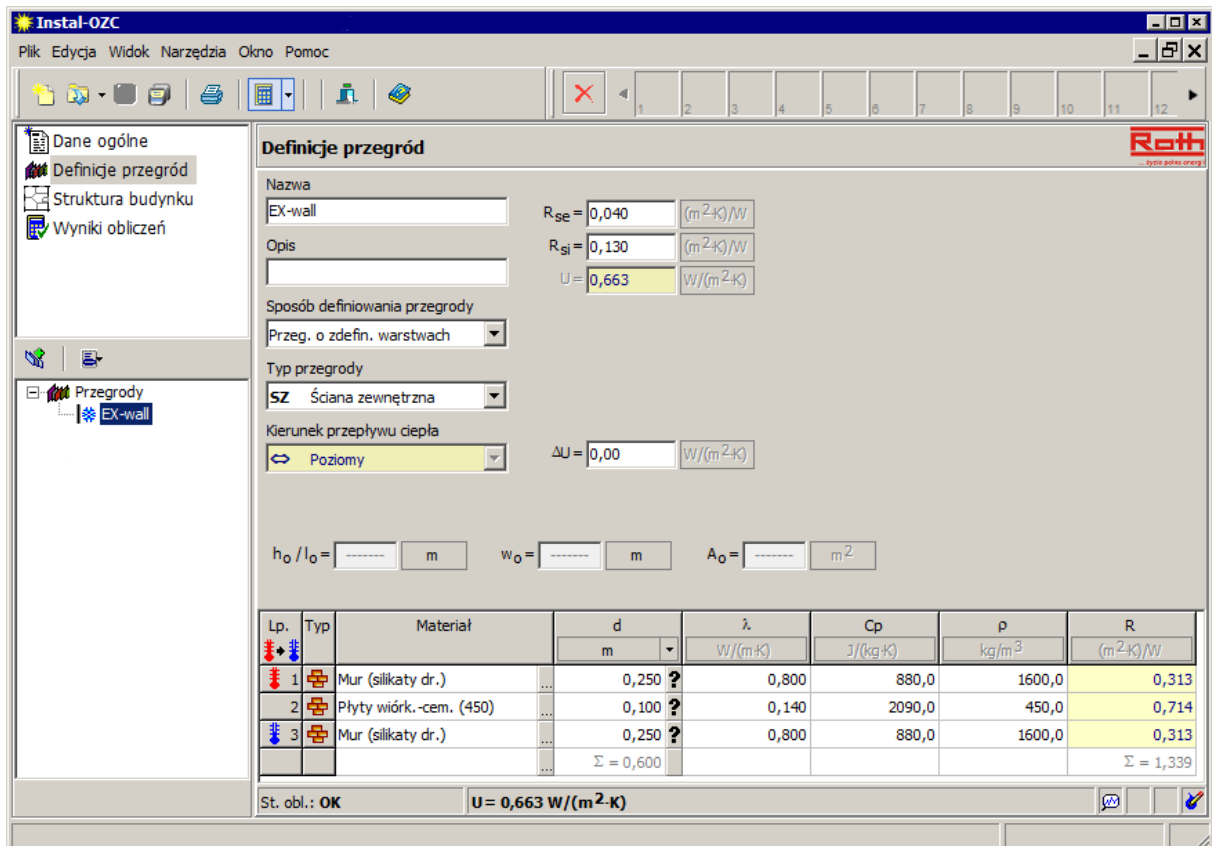 Instal-OZC
Plik Edycja Widok Narzędzia Okno Pomoc
1 2 3 4 5 6 7 8 9 10 11 12
Dane ogólne
Definicje przegród
Struktura budynku
Wyniki obliczeń
Przegrody
EX-wall
Definicje przegród
Roth
... życie pełne energii
Nazwa
EX-wall
Rse = 0,040 (m2·K)/W
Opis
Rsi = 0,130 (m2·K)/W
U = 0,663 W/(m2·K)
Sposób definiowania przegrody
Przeg. o zdefin. warstwach
Typ przegrody
SZ Ściana zewnętrzna
Kierunek przepływu ciepła
Poziomy
ΔU = 0,00 W/(m2·K)
ho / lo = ------- m wo = ------- m Ao = ------- m2
Lp. Typ Materiał d λ Cp ρ R
m W/(m·K) J/(kg·K) kg/m3 (m2·K)/W
1 Mur (silikaty dr.) ... 0,250 ? 0,800 880,0 1600,0 0,313
2 Płyty wiórk.-cem. (450) ... 0,100 ? 0,140 2090,0 450,0 0,714
3 Mur (silikaty dr.) ... 0,250 ? 0,800 880,0 1600,0 0,313
... Σ = 0,600 Σ = 1,339
St. obl.: OK U = 0,663 W/(m2·K)